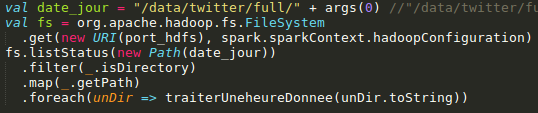 val date_jour = "/data/twitter/full/" + args(0) //"/data/twitter/fu
val fs = org.apache.hadoop.fs.FileSystem
.get(new URI(port_hdfs), spark.sparkContext.hadoopConfiguration)
fs.listStatus(new Path(date_jour))
.filter(_.isDirectory)
.map(_.getPath)
.foreach(unDir => traiterUneheureDonnee(unDir.toString))